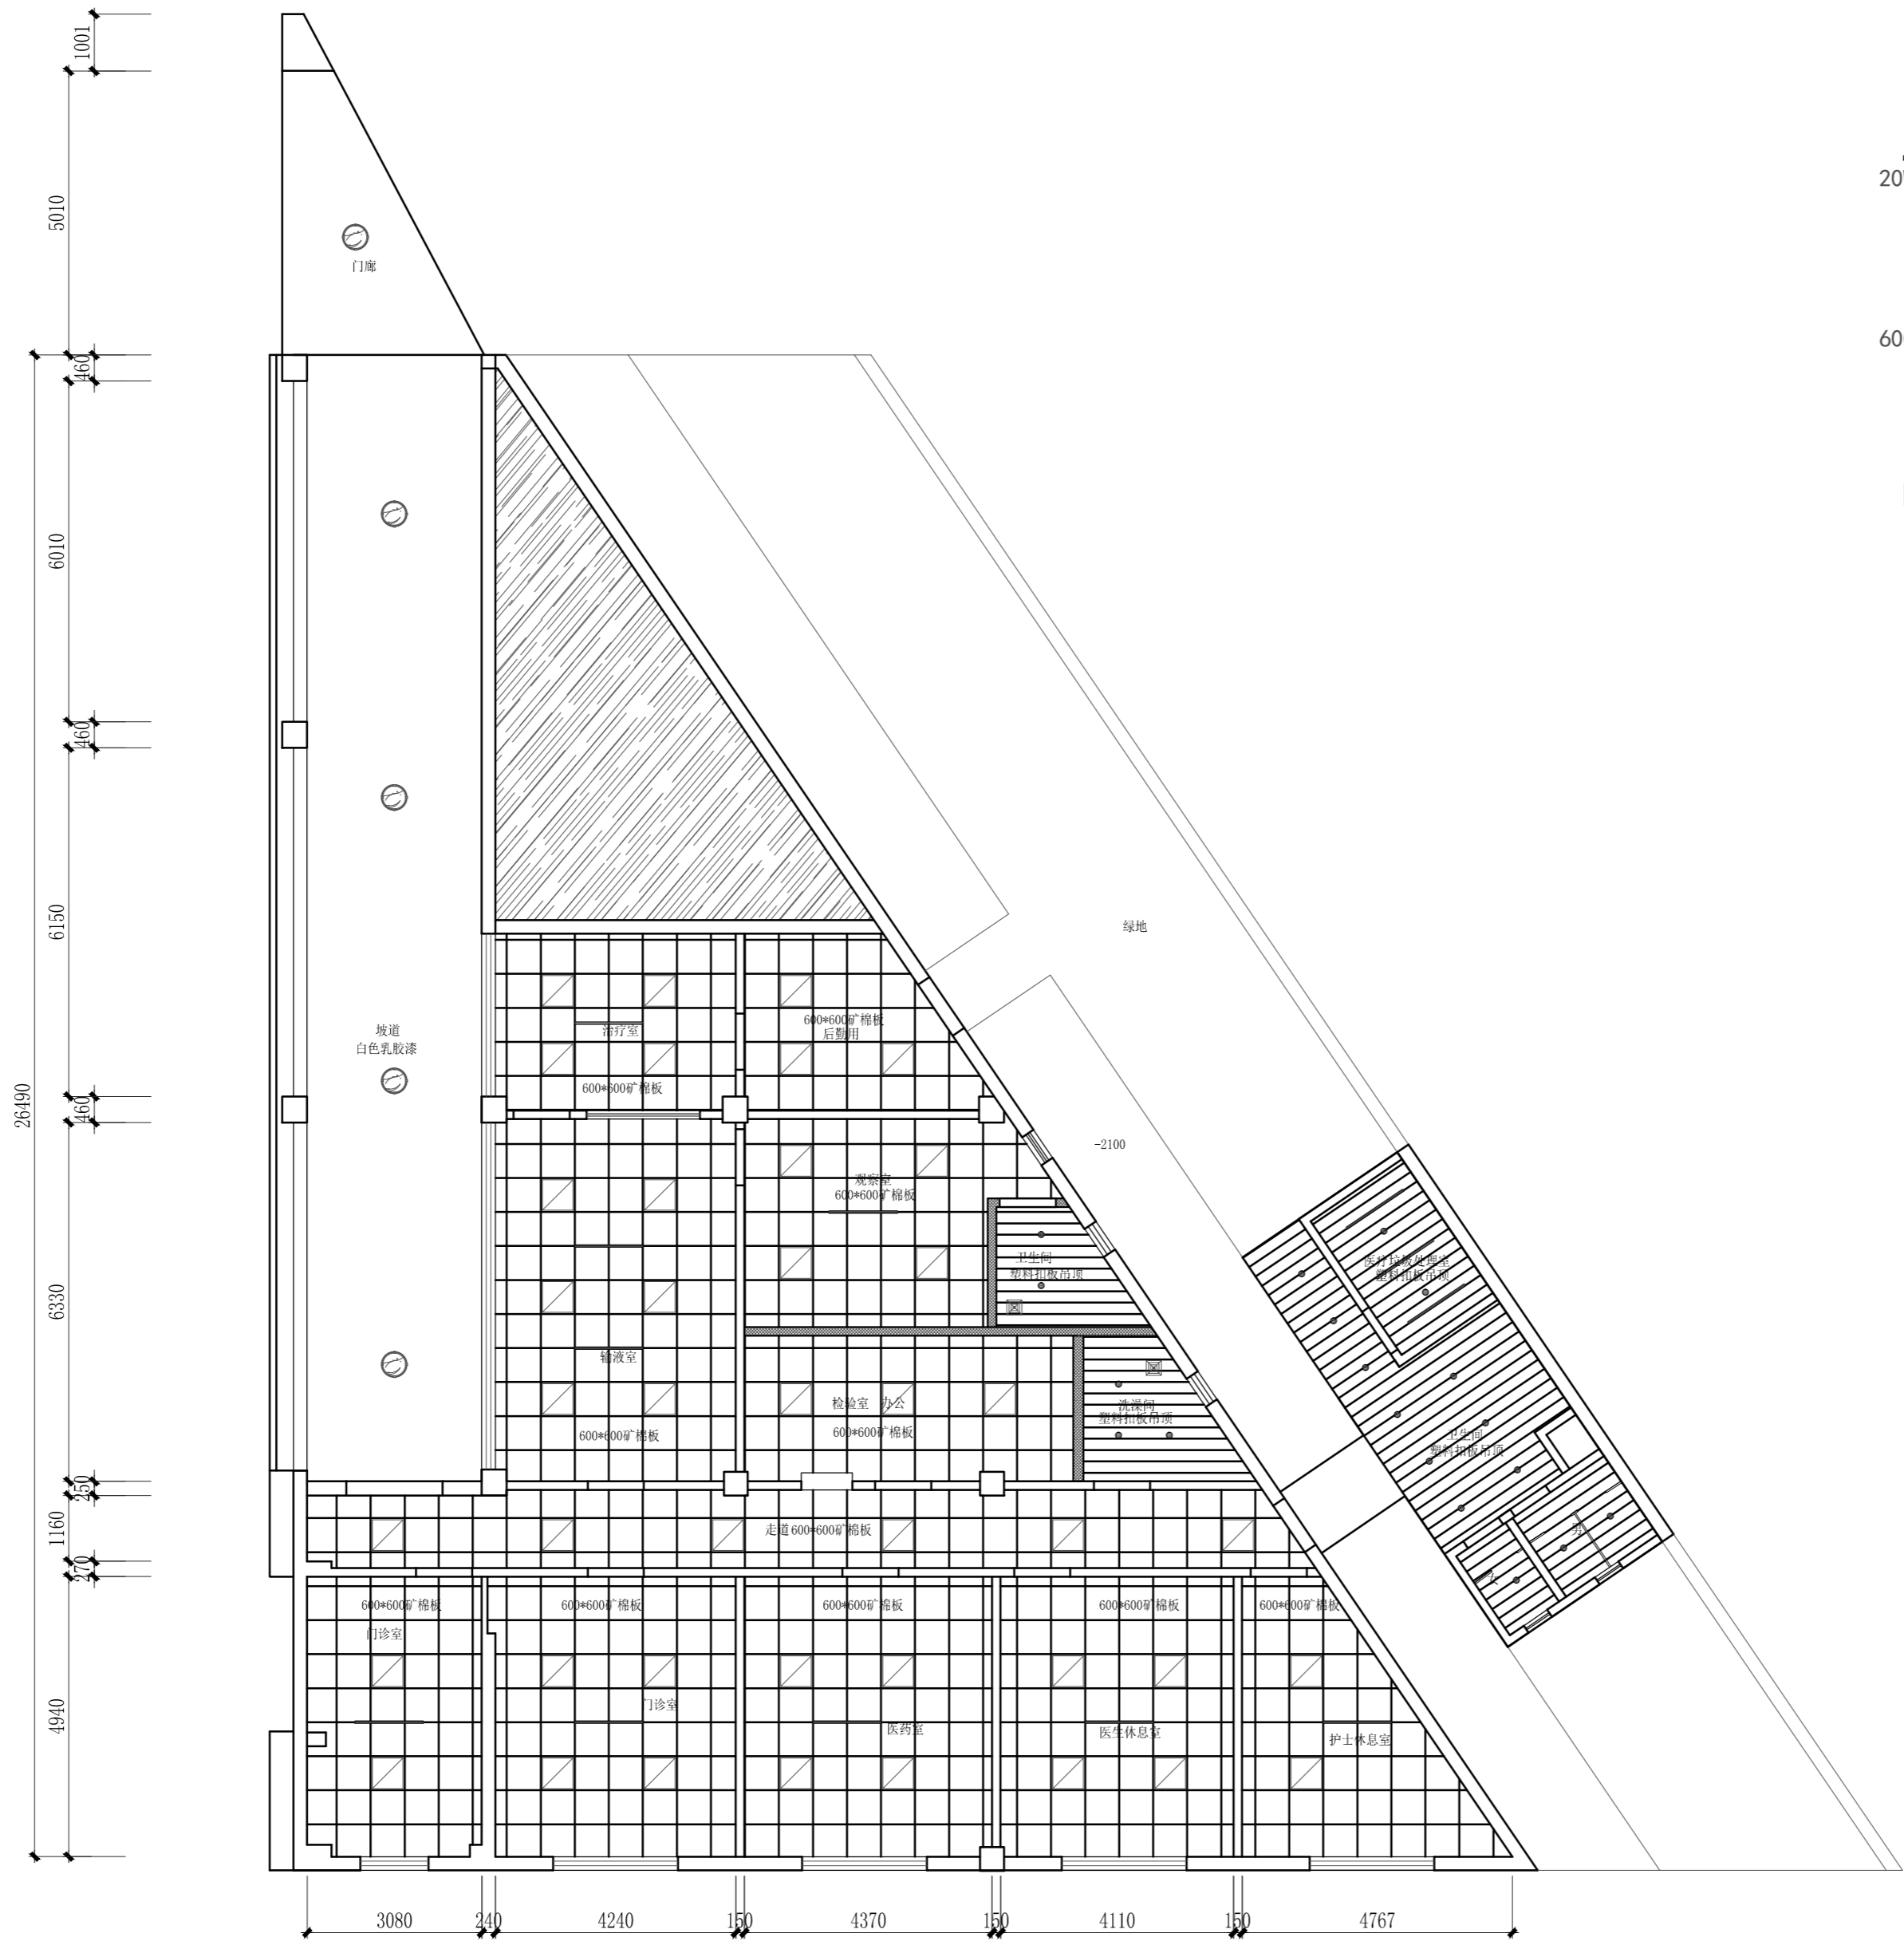 1001
5010
460
6010
460
6150
460
6330
250
1160
270
4940
26490
20
60
门廊
绿地
坡道
白色乳胶漆
治疗室
600*600矿棉板
600*600矿棉板
后勤用
-2100
观察室
600*600矿棉板
卫生间
塑料扣板吊顶
医疗垃圾处理室
塑料扣板吊顶
输液室
600*600矿棉板
检验室 办公
600*600矿棉板
洗澡间
塑料扣板吊顶
卫生间
塑料扣板吊顶
男
女
走道600*600矿棉板
600*600矿棉板
门诊室
600*600矿棉板
门诊室
600*600矿棉板
医药室
600*600矿棉板
医生休息室
600*600矿棉板
护士休息室
3080 240 4240 150 4370 150 4110 150 4767